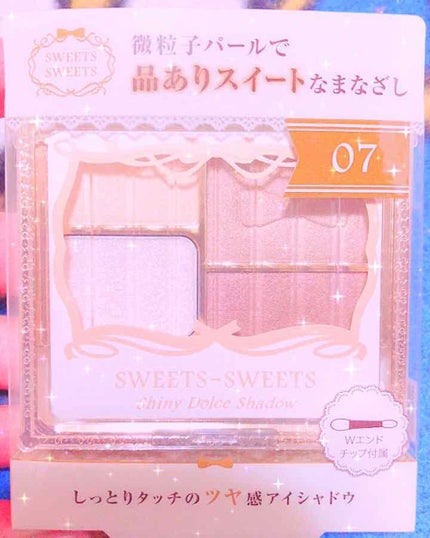 SWEETS
SWEETS
微粒子パールで
品ありスイートなまなざし
07
SWEETS-SWEETS
Shiny Dolce Shadow
Wエンド
チップ付属
しっとりタッチのツヤ感アイシャドウ